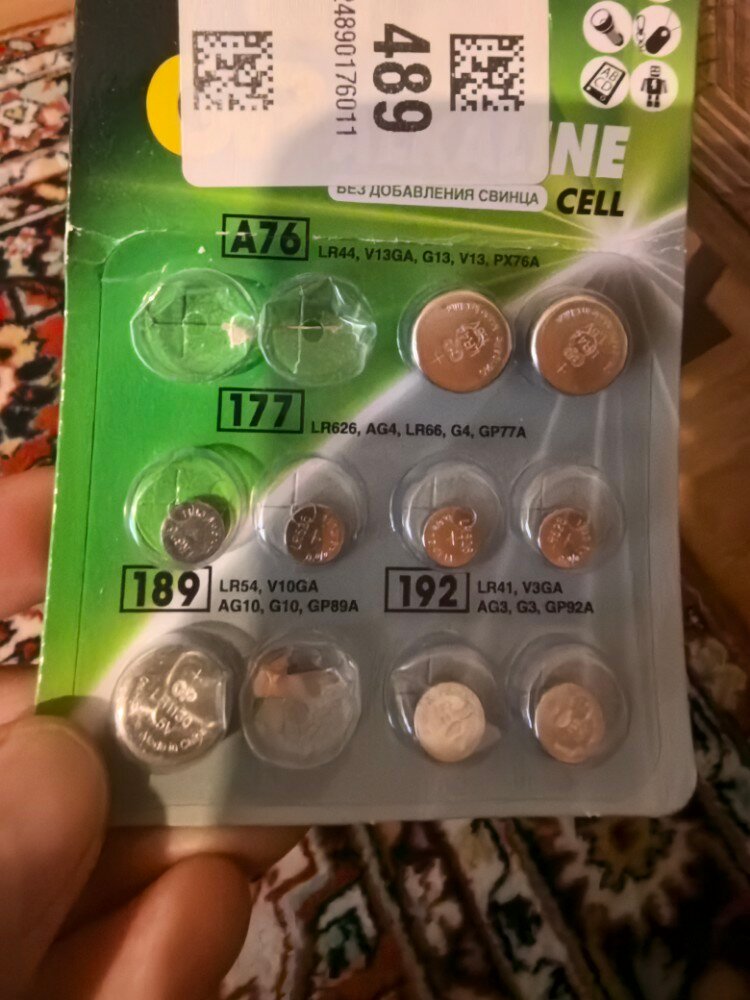 24890176011
489
ALKALINE
БЕЗ ДОБАВЛЕНИЯ СВИНЦА
CELL
A76
LR44, V13GA, G13, V13, PX76A
177
LR626, AG4, LR66, G4, GP77A
189
LR54, V10GA
AG10, G10, GP89A
192
LR41, V3GA
AG3, G3, GP92A